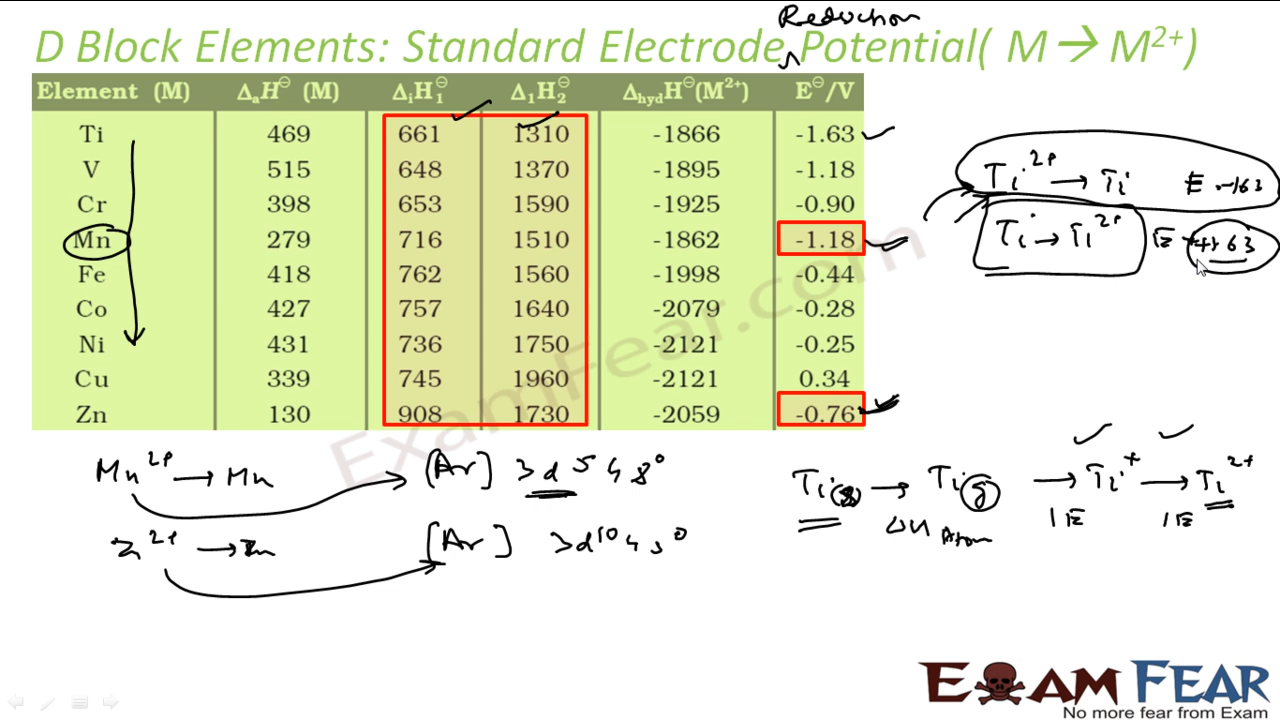 Reduction
D Block Elements: Standard Electrode Potential( M → M²⁺)
Element (M) ΔₐH⊖ (M) ΔᵢH₁⊖ Δ₁H₂⊖ ΔhydH⊖(M²⁺) E⊖/V
Ti 469 661 1310 -1866 -1.63
V 515 648 1370 -1895 -1.18
Cr 398 653 1590 -1925 -0.90
Mn 279 716 1510 -1862 -1.18
Fe 418 762 1560 -1998 -0.44
Co 427 757 1640 -2079 -0.28
Ni 431 736 1750 -2121 -0.25
Cu 339 745 1960 -2121 0.34
Zn 130 908 1730 -2059 -0.76
Ti²⁺ → Ti
Ti → Ti²⁺
ExamFear.com
Mn²⁺ → Mn [Ar] 3d⁵ 4s⁰
Zn²⁺ → Zn [Ar] 3d¹⁰ 4s⁰
Ti → Ti(g) → Ti⁺ → Ti²⁺
ΔH Atom IE IE
EXAM FEAR
No more fear from Exam